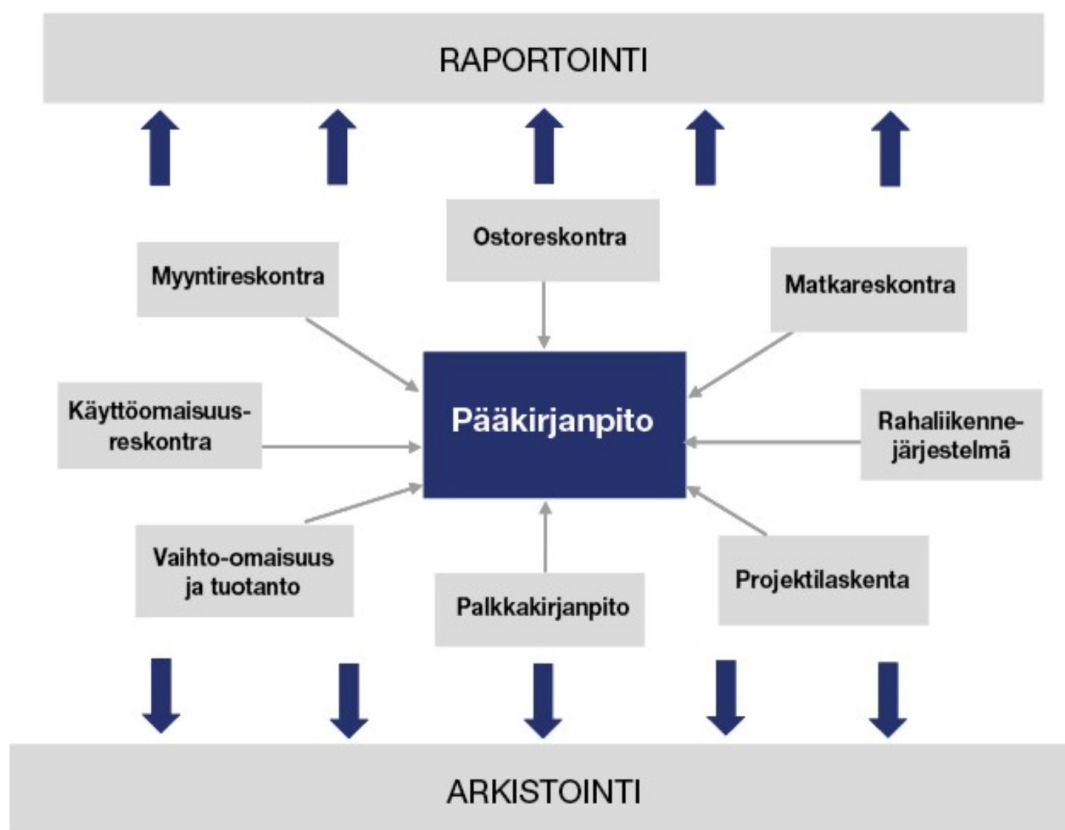 RAPORTOINTI
Ostoreskontra
Myyntireskontra
Matkareskontra
Käyttöomaisuus-
reskontra
Pääkirjanpito
Rahaliikenne-
järjestelmä
Vaihto-omaisuus
ja tuotanto
Palkkakirjanpito
Projektilaskenta
ARKISTOINTI